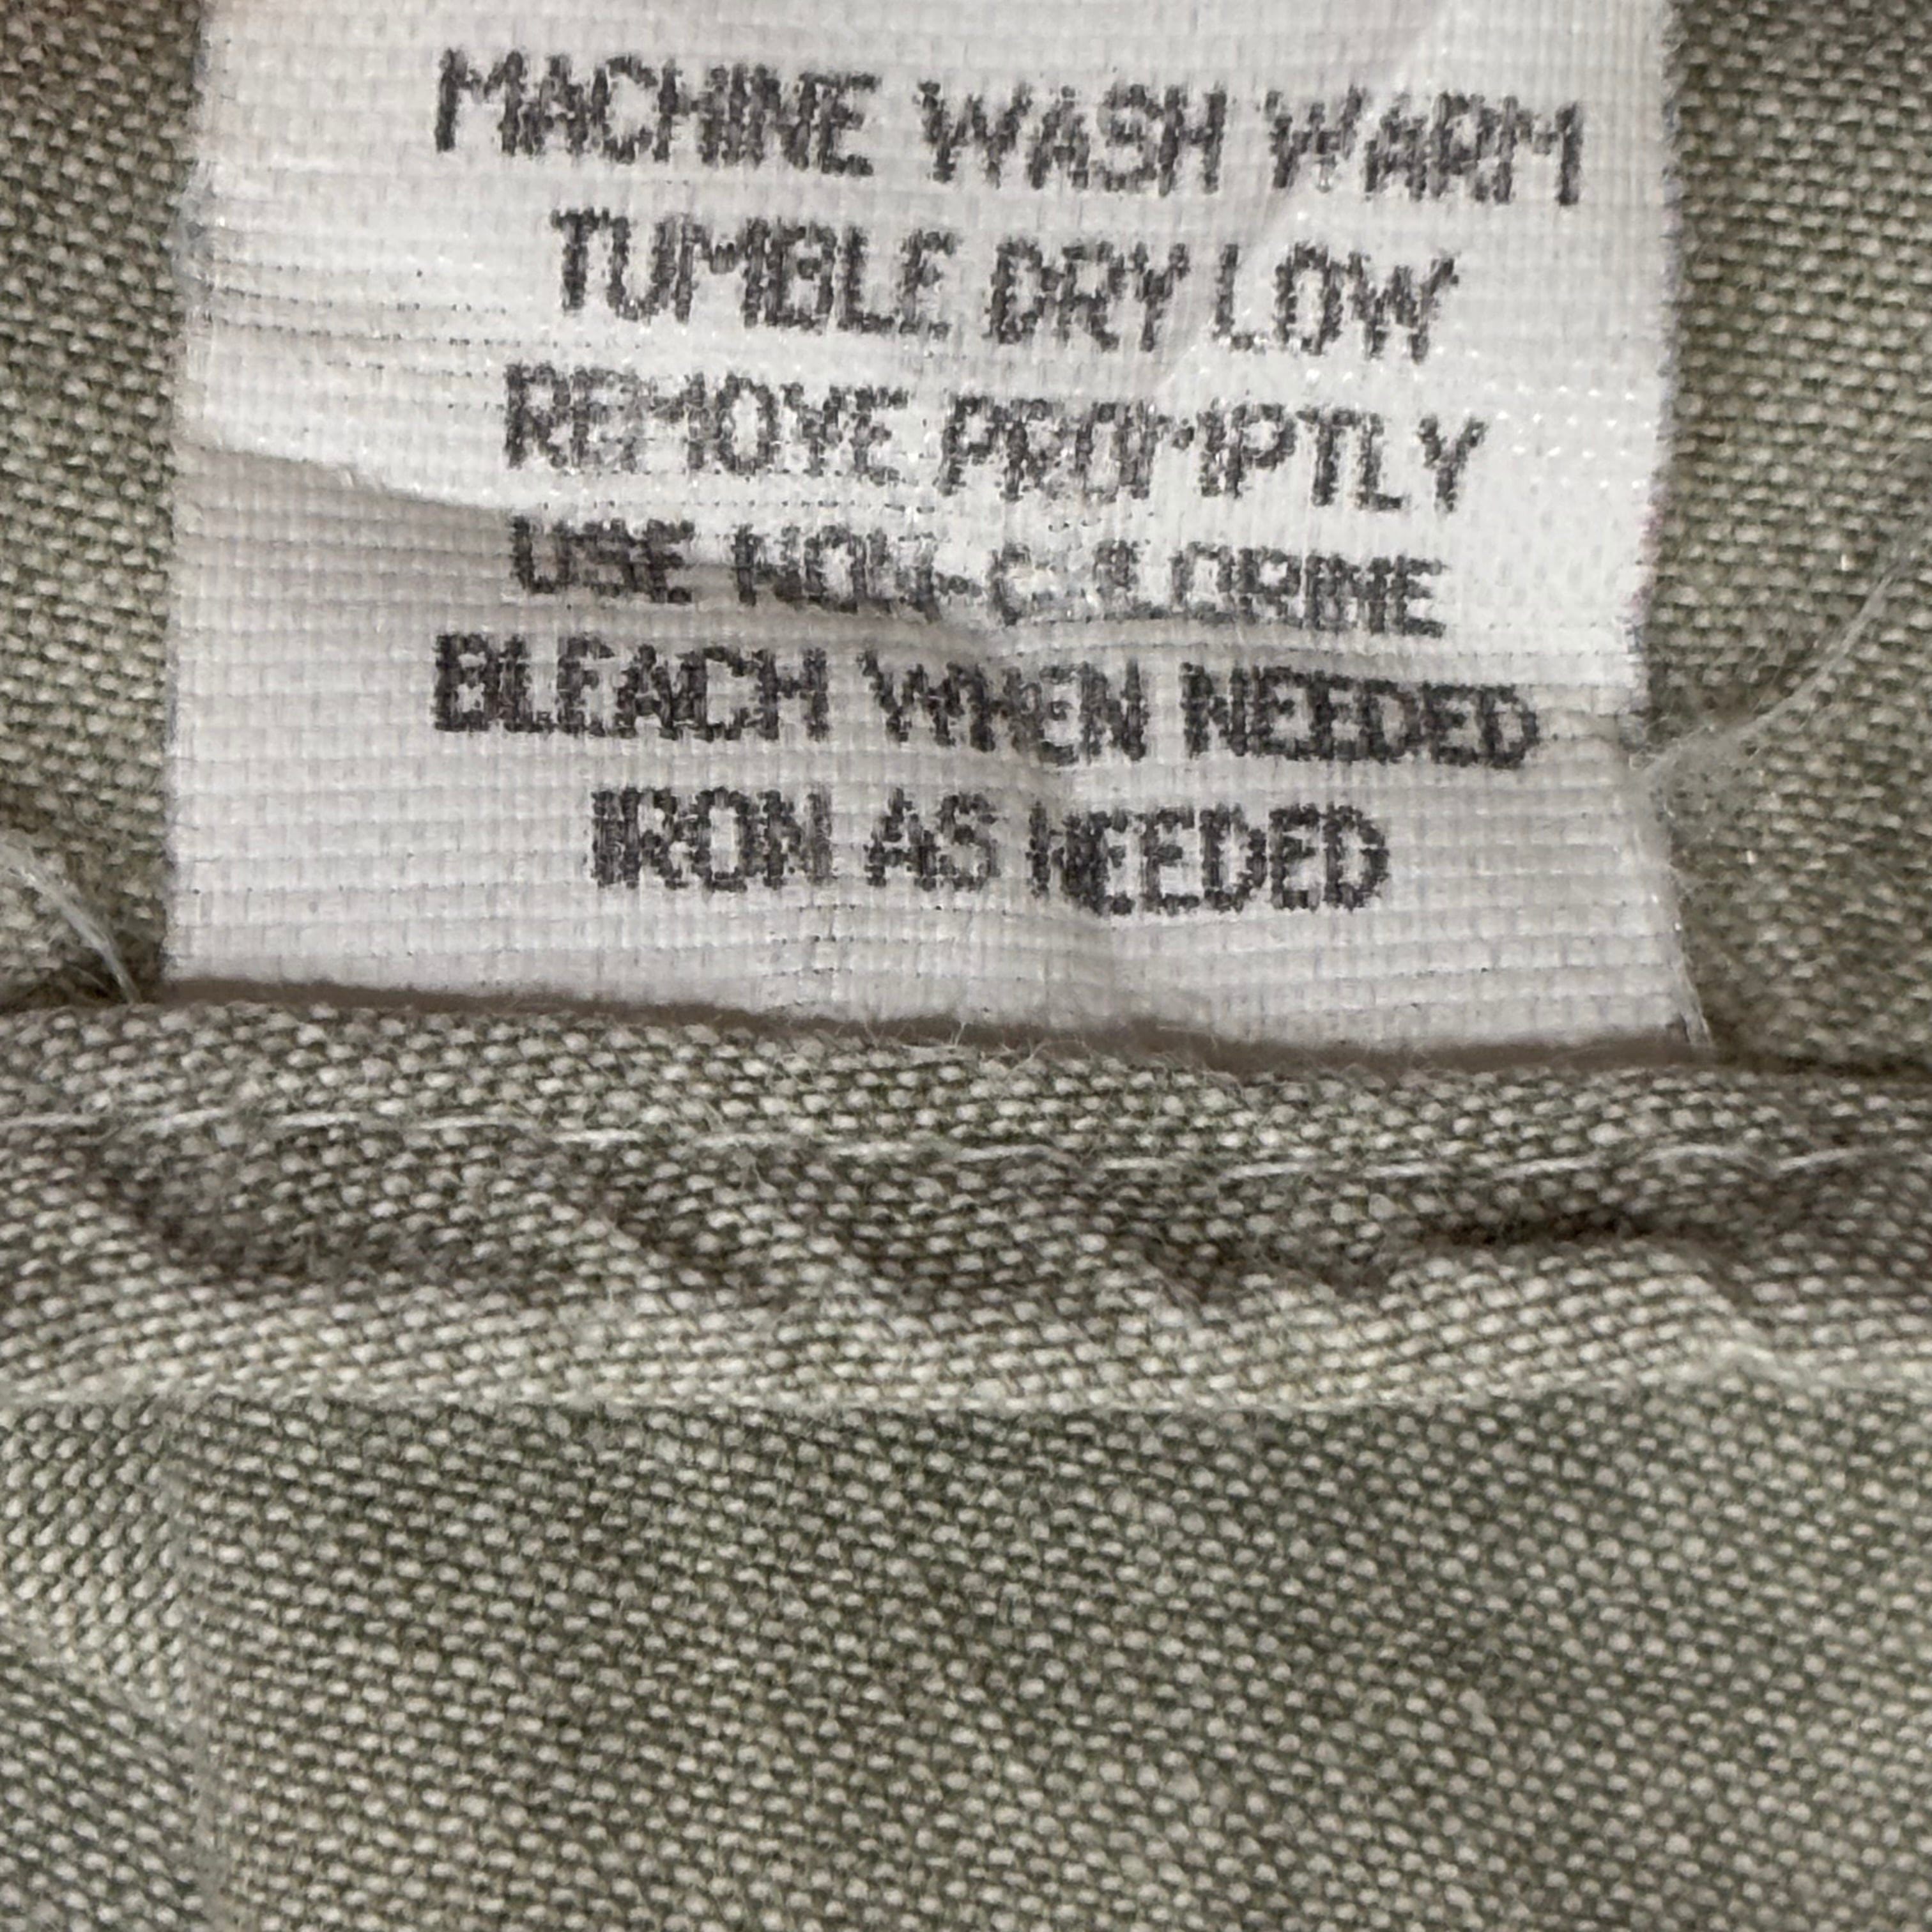 MACHINE WASH WARM
TUMBLE DRY LOW
REMOVE PROMPTLY
USE NON-CHLORINE
BLEACH WHEN NEEDED
IRON AS NEEDED